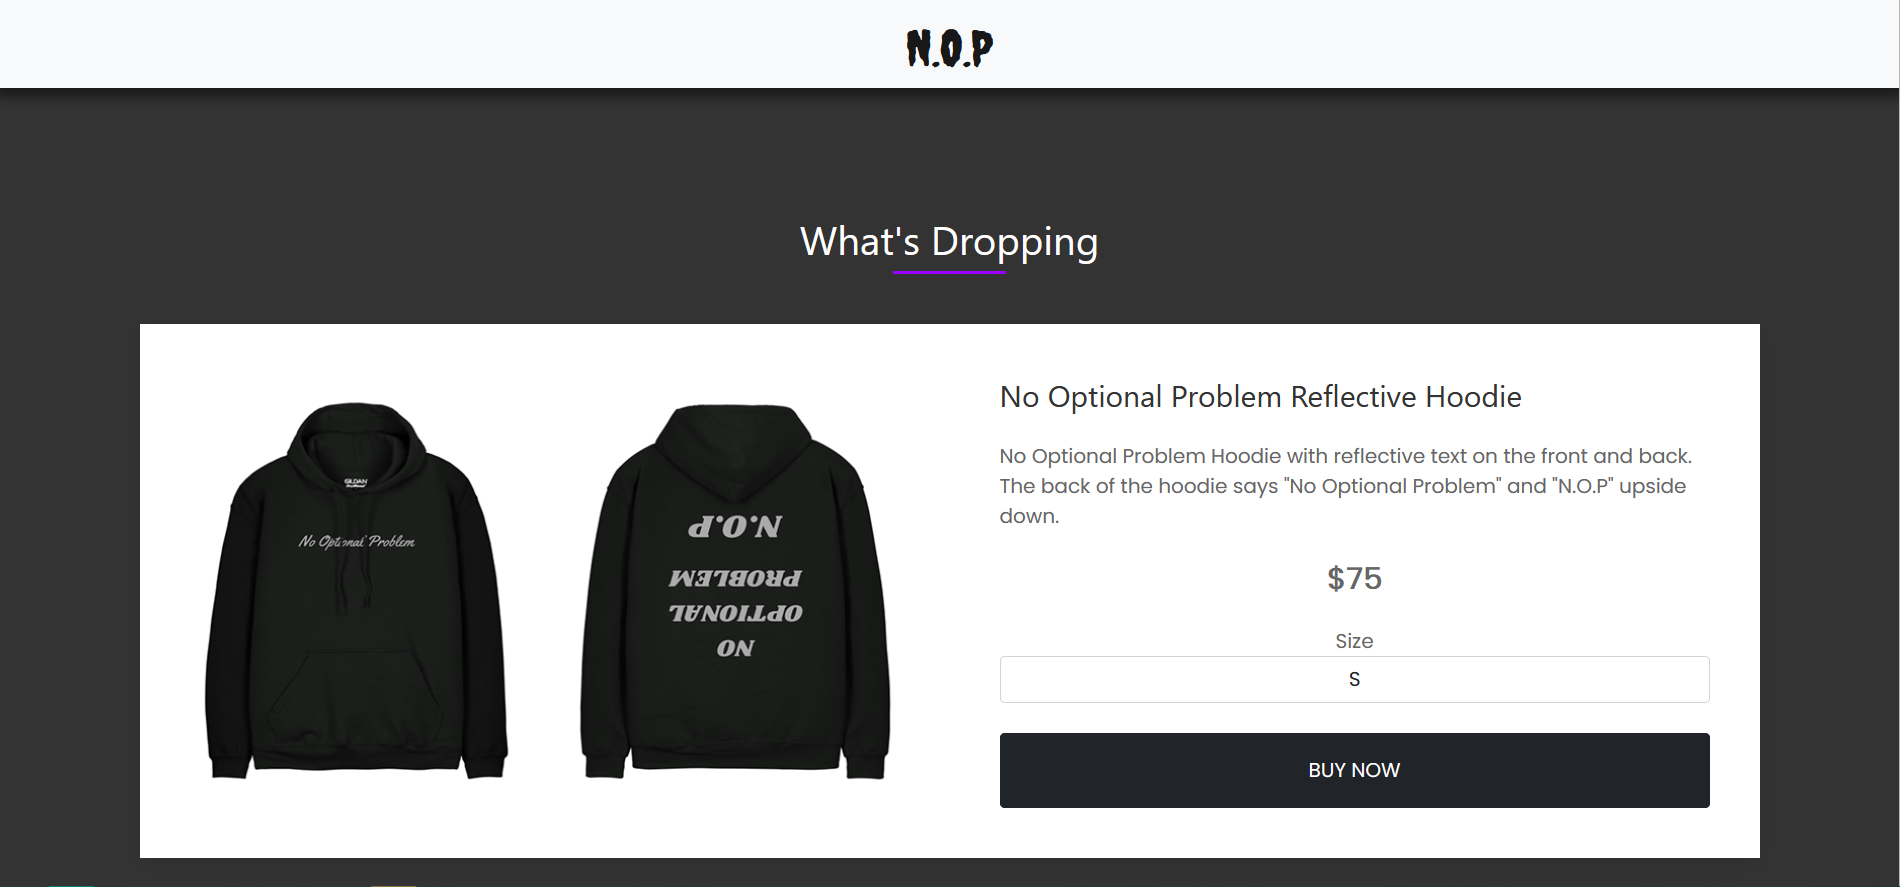 N.O.P
What's Dropping
GILDAN
No Optional Problem
N.O.P
PROBLEM
OPTIONAL
NO
No Optional Problem Reflective Hoodie
No Optional Problem Hoodie with reflective text on the front and back.
The back of the hoodie says "No Optional Problem" and "N.O.P" upside
down.
$75
Size
S
BUY NOW